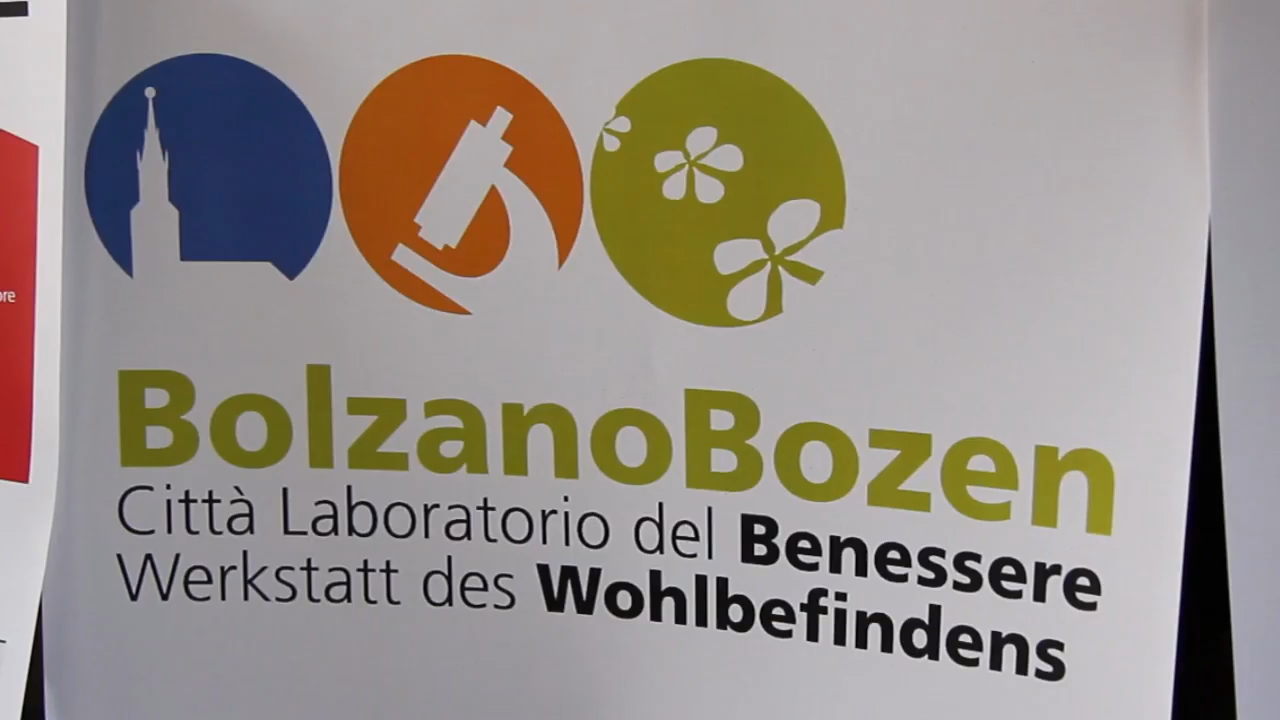 BolzanoBozen
Città Laboratorio del Benessere
Werkstatt des Wohlbefindens